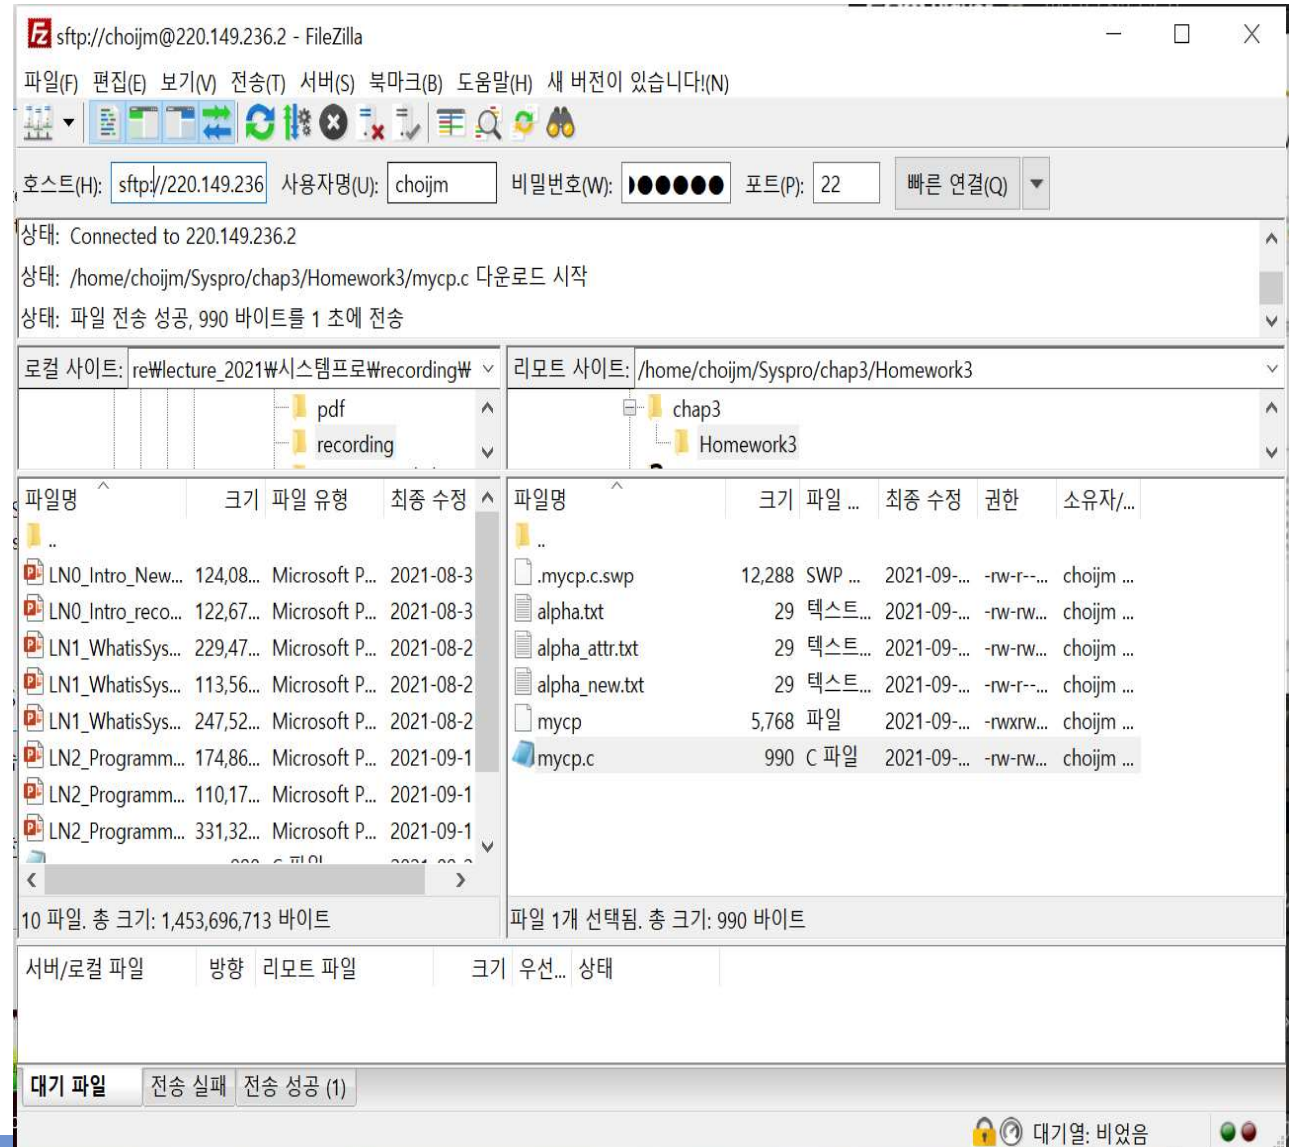 sftp://choijm@220.149.236.2 - FileZilla
파일(F) 편집(E) 보기(V) 전송(T) 서버(S) 북마크(B) 도움말(H) 새 버전이 있습니다!(N)
호스트(H): sftp://220.149.236 사용자명(U): choijm 비밀번호(W): ●●●●●● 포트(P): 22 빠른 연결(Q)
상태: Connected to 220.149.236.2
상태: /home/choijm/Syspro/chap3/Homework3/mycp.c 다운로드 시작
상태: 파일 전송 성공, 990 바이트를 1 초에 전송
로컬 사이트: re₩lecture_2021₩시스템프로₩recording₩ 리모트 사이트: /home/choijm/Syspro/chap3/Homework3
pdf chap3
recording Homework3
파일명 크기 파일 유형 최종 수정 파일명 크기 파일 ... 최종 수정 권한 소유자/...
.. ..
LN0_Intro_New... 124,08... Microsoft P... 2021-08-3 .mycp.c.swp 12,288 SWP ... 2021-09-... -rw-r--... choijm ...
LN0_Intro_reco... 122,67... Microsoft P... 2021-08-3 alpha.txt 29 텍스트... 2021-09-... -rw-rw... choijm ...
LN1_WhatisSys... 229,47... Microsoft P... 2021-08-2 alpha_attr.txt 29 텍스트... 2021-09-... -rw-rw... choijm ...
LN1_WhatisSys... 113,56... Microsoft P... 2021-08-2 alpha_new.txt 29 텍스트... 2021-09-... -rw-r--... choijm ...
LN1_WhatisSys... 247,52... Microsoft P... 2021-08-2 mycp 5,768 파일 2021-09-... -rwxrw... choijm ...
LN2_Programm... 174,86... Microsoft P... 2021-09-1 mycp.c 990 C 파일 2021-09-... -rw-rw... choijm ...
LN2_Programm... 110,17... Microsoft P... 2021-09-1
LN2_Programm... 331,32... Microsoft P... 2021-09-1
10 파일. 총 크기: 1,453,696,713 바이트 파일 1개 선택됨. 총 크기: 990 바이트
서버/로컬 파일 방향 리모트 파일 크기 우선... 상태
대기 파일 전송 실패 전송 성공 (1)
대기열: 비었음